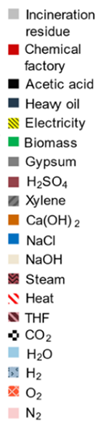 Incineration
residue
Chemical
factory
Acetic acid
Heavy oil
Electricity
Biomass
Gypsum
H₂SO₄
Xylene
Ca(OH)₂
NaCl
NaOH
Steam
Heat
THF
CO₂
H₂O
H₂
O₂
N₂